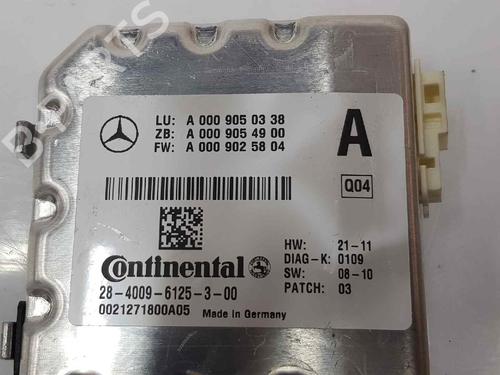 LU: A 000 905 03 38
ZB: A 000 905 49 00
FW: A 000 902 58 04
A
Q04
Continental
28-4009-6125-3-00
0021271800A05 Made in Germany
HW: 21-11
DIAG-K: 0109
SW: 08-10
PATCH: 03